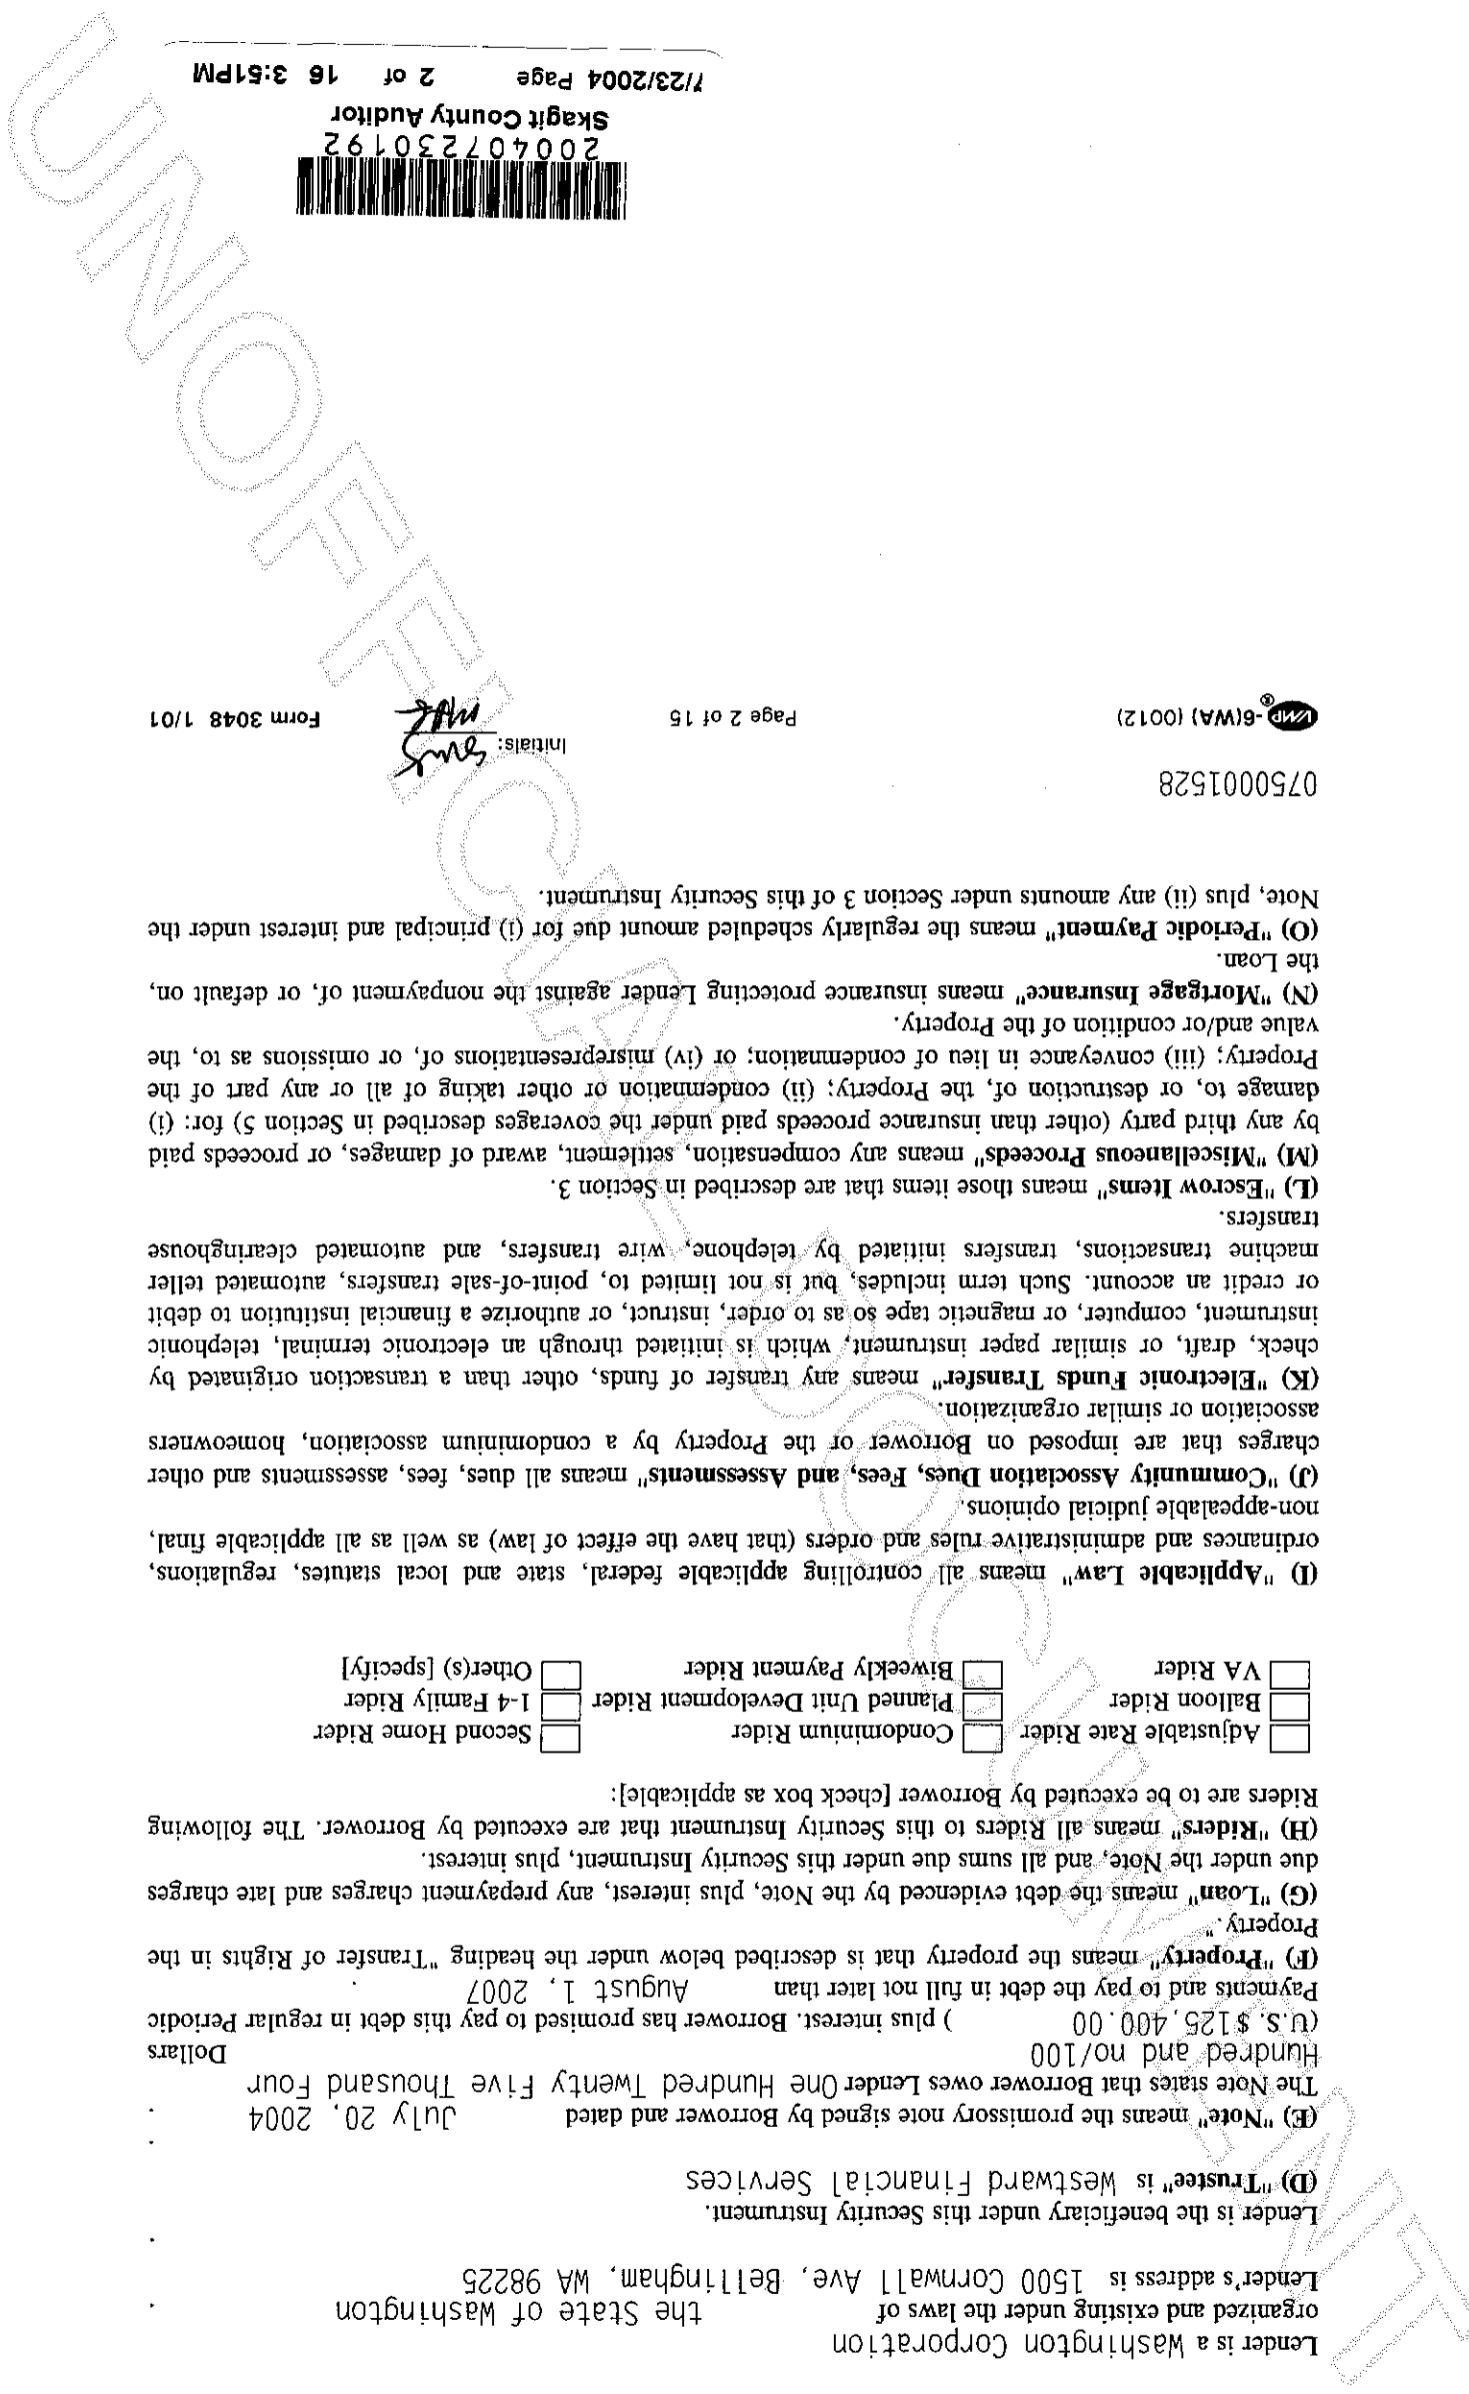 Lender is a Washington Corporation
organized and existing under the laws of the State of Washington .
Lender's address is 1500 Cornwall Ave, Bellingham, WA 98225
.
Lender is the beneficiary under this Security Instrument.
(D) "Trustee" is Westward Financial Services
.
(E) "Note" means the promissory note signed by Borrower and dated July 20, 2004 .
The Note states that Borrower owes Lender One Hundred Twenty Five Thousand Four
Hundred and no/100 Dollars
(U.S. $125,400.00 ) plus interest. Borrower has promised to pay this debt in regular Periodic
Payments and to pay the debt in full not later than August 1, 2007 .
(F) "Property" means the property that is described below under the heading "Transfer of Rights in the
Property."
(G) "Loan" means the debt evidenced by the Note, plus interest, any prepayment charges and late charges
due under the Note, and all sums due under this Security Instrument, plus interest.
(H) "Riders" means all Riders to this Security Instrument that are executed by Borrower. The following
Riders are to be executed by Borrower [check box as applicable]:
Adjustable Rate Rider Condominium Rider Second Home Rider
Balloon Rider Planned Unit Development Rider 1-4 Family Rider
VA Rider Biweekly Payment Rider Other(s) [specify]
(I) "Applicable Law" means all controlling applicable federal, state and local statutes, regulations,
ordinances and administrative rules and orders (that have the effect of law) as well as all applicable final,
non-appealable judicial opinions.
(J) "Community Association Dues, Fees, and Assessments" means all dues, fees, assessments and other
charges that are imposed on Borrower or the Property by a condominium association, homeowners
association or similar organization.
(K) "Electronic Funds Transfer" means any transfer of funds, other than a transaction originated by
check, draft, or similar paper instrument, which is initiated through an electronic terminal, telephonic
instrument, computer, or magnetic tape so as to order, instruct, or authorize a financial institution to debit
or credit an account. Such term includes, but is not limited to, point-of-sale transfers, automated teller
machine transactions, transfers initiated by telephone, wire transfers, and automated clearinghouse
transfers.
(L) "Escrow Items" means those items that are described in Section 3.
(M) "Miscellaneous Proceeds" means any compensation, settlement, award of damages, or proceeds paid
by any third party (other than insurance proceeds paid under the coverages described in Section 5) for: (i)
damage to, or destruction of, the Property; (ii) condemnation or other taking of all or any part of the
Property; (iii) conveyance in lieu of condemnation; or (iv) misrepresentations of, or omissions as to, the
value and/or condition of the Property.
(N) "Mortgage Insurance" means insurance protecting Lender against the nonpayment of, or default on,
the Loan.
(O) "Periodic Payment" means the regularly scheduled amount due for (i) principal and interest under the
Note, plus (ii) any amounts under Section 3 of this Security Instrument.
0750001528
Initials:
VMP®-6(WA) (0012) Page 2 of 15 Form 3048 1/01
200407230192
Skagit County Auditor
7/23/2004 Page 2 of 16 3:51PM
UNOFFICIAL DOCUMENT